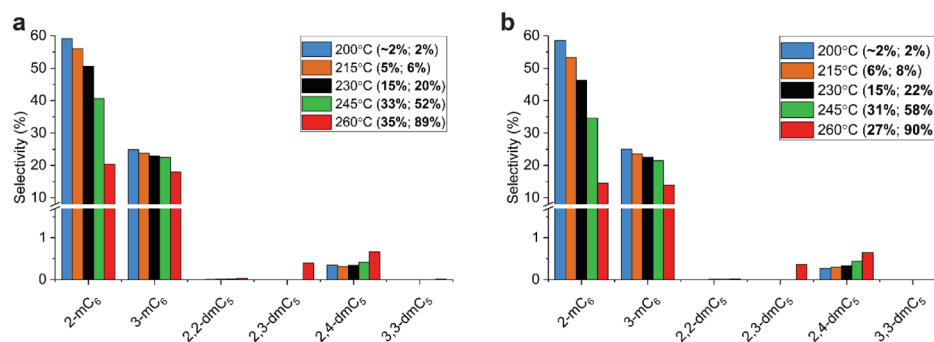 a
60
50
40
30
20
10
1
0
Selectivity (%)
200°C (~2%; 2%)
215°C (5%; 6%)
230°C (15%; 20%)
245°C (33%; 52%)
260°C (35%; 89%)
2-mC₆
3-mC₆
2,2-dmC₅
2,3-dmC₅
2,4-dmC₅
3,3-dmC₅
b
60
50
40
30
20
10
1
0
Selectivity (%)
200°C (~2%; 2%)
215°C (6%; 8%)
230°C (15%; 22%)
245°C (31%; 58%)
260°C (27%; 90%)
2-mC₆
3-mC₆
2,2-dmC₅
2,3-dmC₅
2,4-dmC₅
3,3-dmC₅